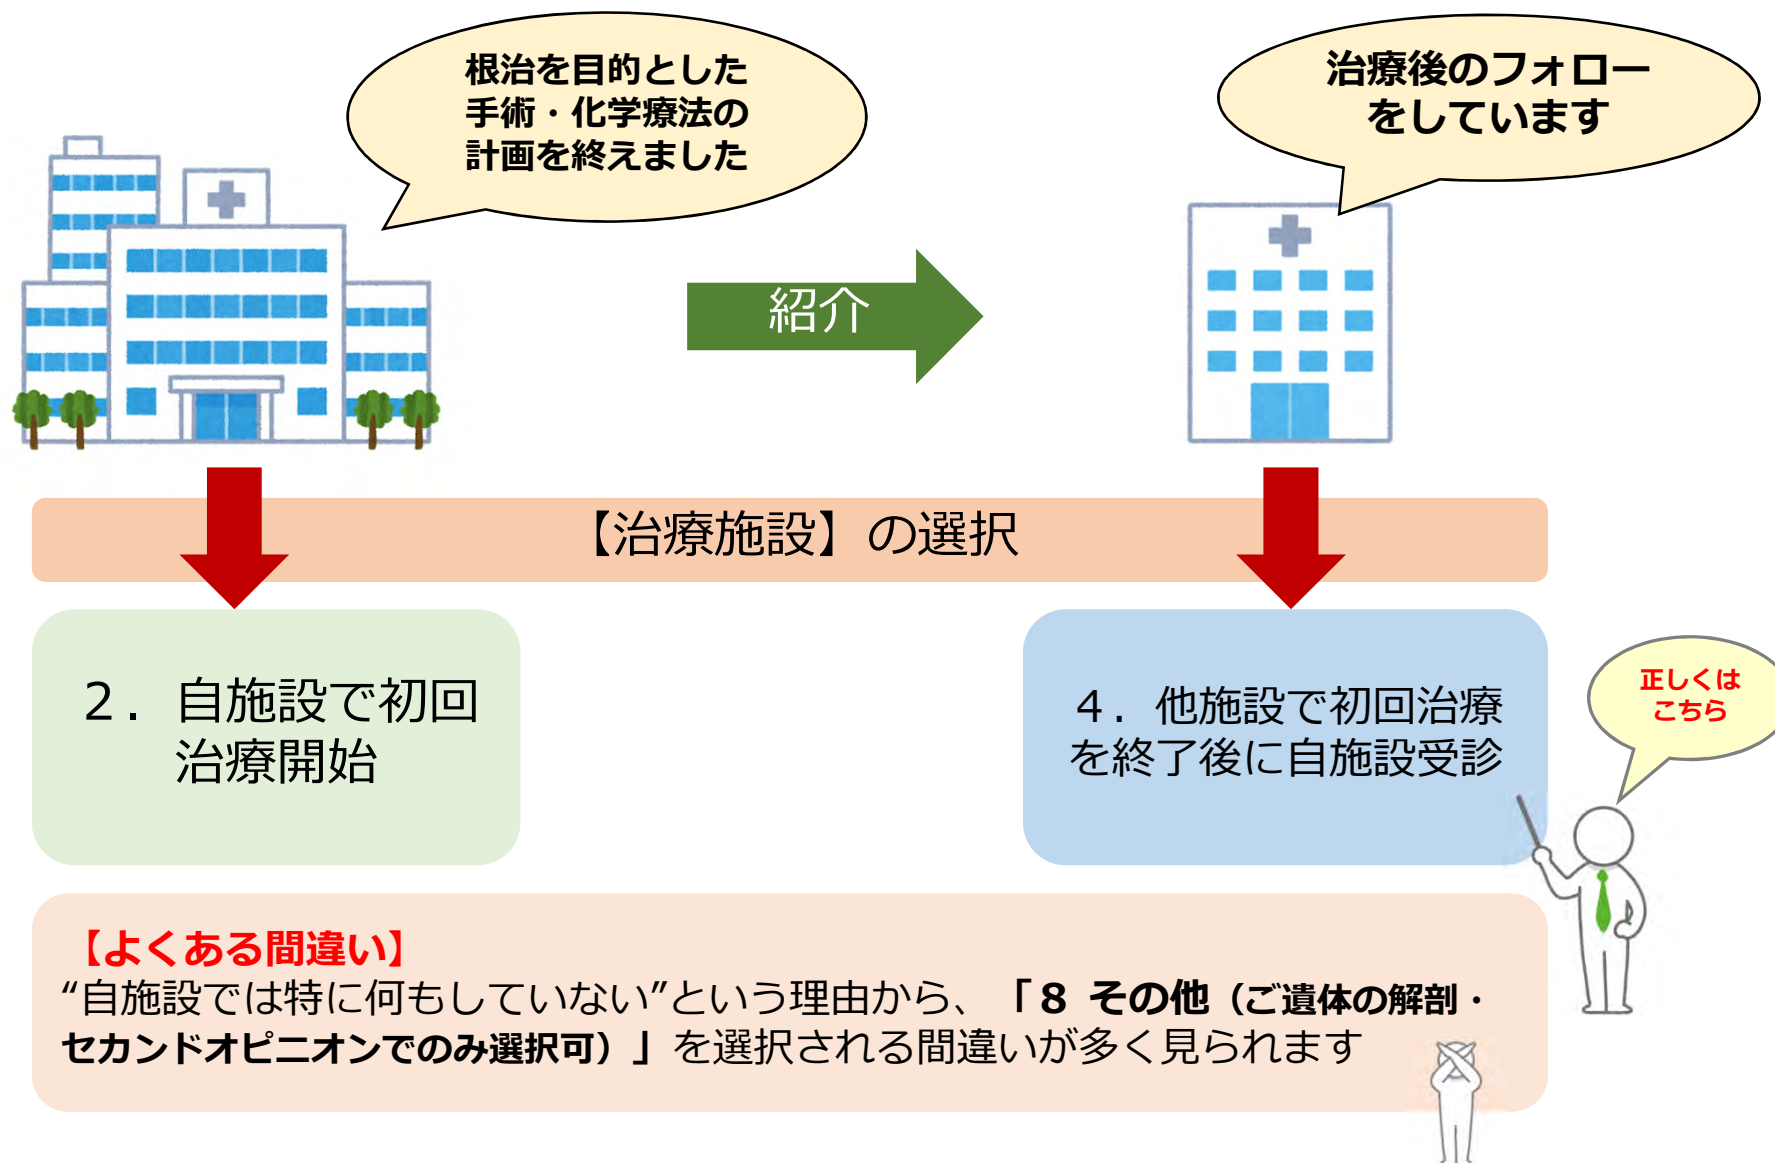 根治を目的とした
手術・化学療法の
計画を終えました
治療後のフォロー
をしています
紹介
【治療施設】の選択
２．自施設で初回
治療開始
４．他施設で初回治療
を終了後に自施設受診
正しくは
こちら
【よくある間違い】
“自施設では特に何もしていない”という理由から、「８ その他（ご遺体の解剖・
セカンドオピニオンでのみ選択可）」を選択される間違いが多く見られます